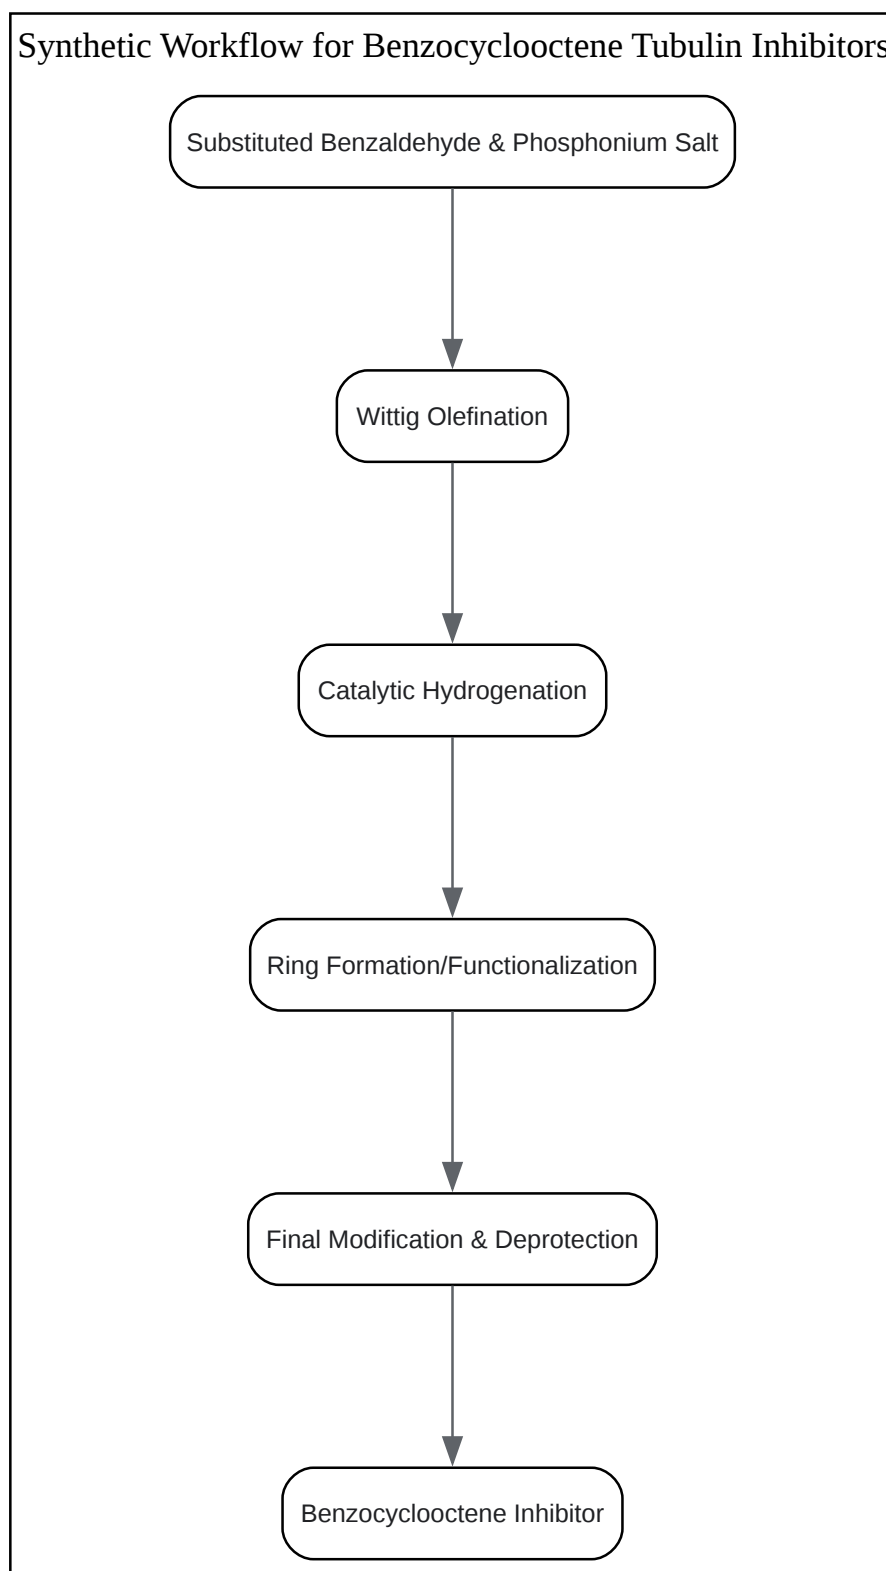 Synthetic Workflow for Benzocyclooctene Tubulin Inhibitors
Substituted Benzaldehyde & Phosphonium Salt
Wittig Olefination
Catalytic Hydrogenation
Ring Formation/Functionalization
Final Modification & Deprotection
Benzocyclooctene Inhibitor